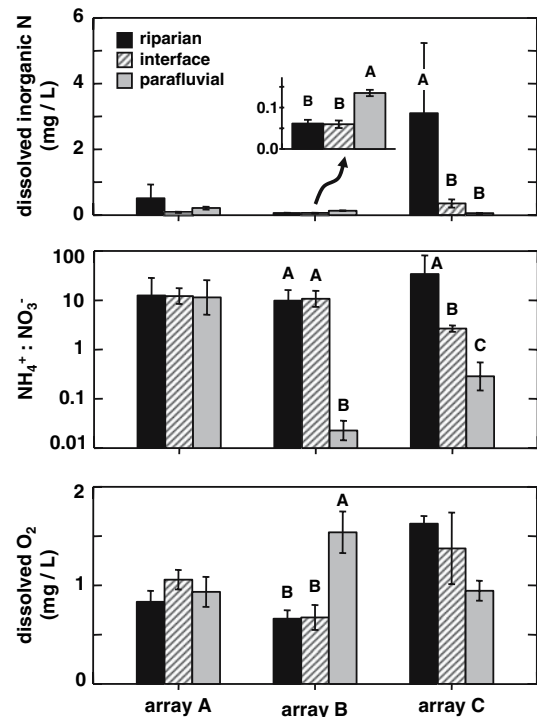 dissolved inorganic N
(mg / L)
6
4
2
0
riparian
interface
parafluvial
0.1
0.0
B
B
A
A
B
B
NH₄⁺ : NO₃⁻
100
10
1
0.1
0.01
A
A
B
A
B
C
dissolved O₂
(mg / L)
2
1
0
B
B
A
array A
array B
array C